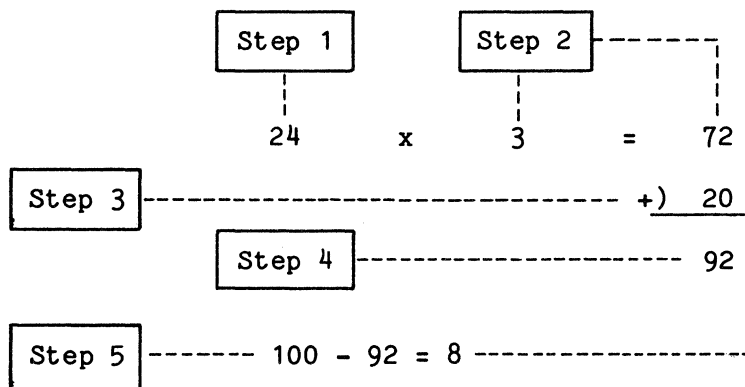 Step 1 Step 2
24 x 3 = 72
Step 3 +) 20
Step 4 92
Step 5 100 - 92 = 8